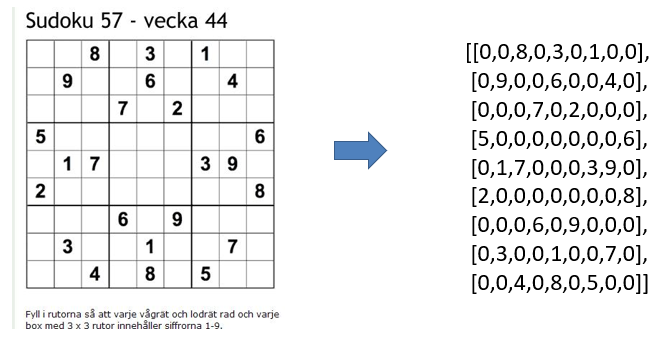 Sudoku 57 - vecka 44
8 3 1
9 6 4
7 2
5 6
1 7 3 9
2 8
6 9
3 1 7
4 8 5
Fyll i rutorna så att varje vågrät och lodrät rad och varje
box med 3 x 3 rutor innehåller siffrorna 1-9.
[[0,0,8,0,3,0,1,0,0],
[0,9,0,0,6,0,0,4,0],
[0,0,0,7,0,2,0,0,0],
[5,0,0,0,0,0,0,0,6],
[0,1,7,0,0,0,3,9,0],
[2,0,0,0,0,0,0,0,8],
[0,0,0,6,0,9,0,0,0],
[0,3,0,0,1,0,0,7,0],
[0,0,4,0,8,0,5,0,0]]